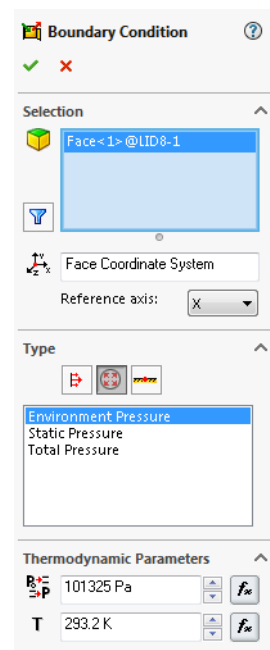 Boundary Condition
Selection
Face<1>@LID8-1
Face Coordinate System
Reference axis: X
Type
Environment Pressure
Static Pressure
Total Pressure
Thermodynamic Parameters
101325 Pa
T 293.2 K